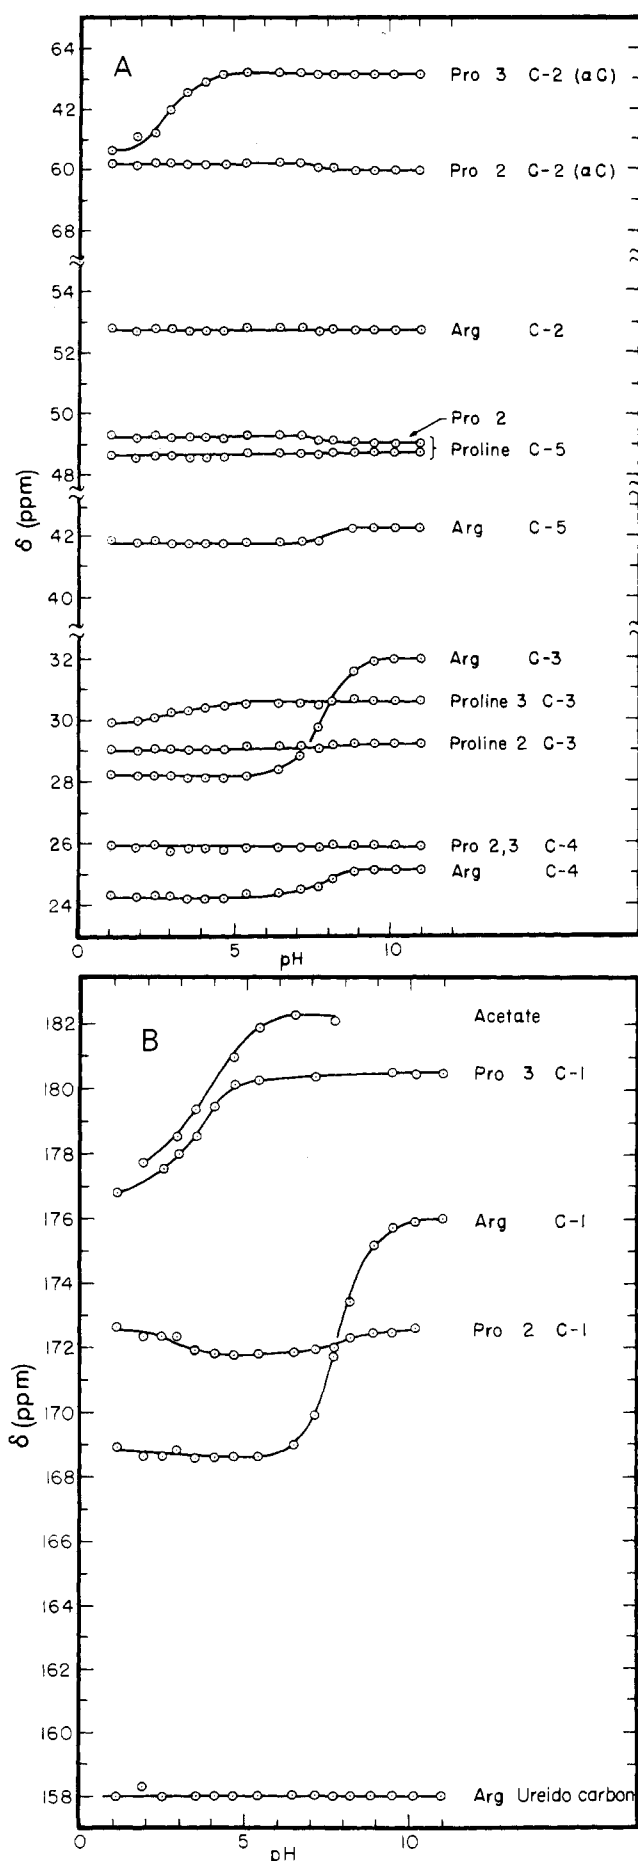 A
64
Pro 3 C-2 (αC)
42
60
Pro 2 C-2 (αC)
68
54
Arg C-2
52
Pro 2
50
Proline C-5
48
δ (ppm)
42
Arg C-5
40
32
Arg C-3
Proline 3 C-3
30
Proline 2 C-3
28
26
Pro 2,3 C-4
Arg C-4
24
0
5
10
pH
B
182
Acetate
180
Pro 3 C-1
178
176
Arg C-1
174
172
Pro 2 C-1
170
δ (ppm)
168
166
164
162
160
158
Arg Ureido carbon
0
5
10
pH